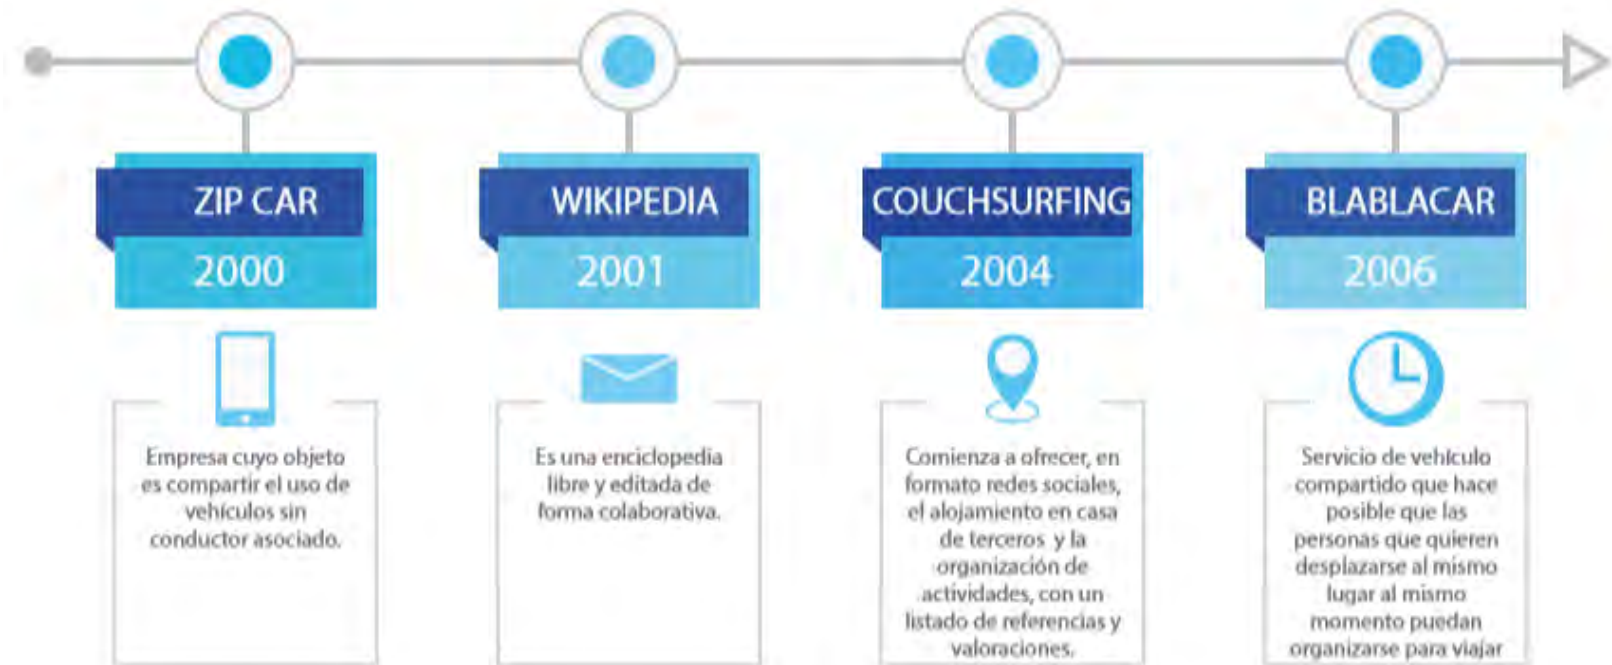 ZIP CAR
2000
Empresa cuyo objeto
es compartir el uso de
vehículos sin
conductor asociado.
WIKIPEDIA
2001
Es una enciclopedia
libre y editada de
forma colaborativa.
COUCHSURFING
2004
Comienza a ofrecer, en
formato redes sociales,
el alojamiento en casa
de terceros y la
organización de
actividades, con un
listado de referencias y
valoraciones.
BLABLACAR
2006
Servicio de vehículo
compartido que hace
posible que las
personas que quieren
desplazarse al mismo
lugar al mismo
momento puedan
organizarse para viajar